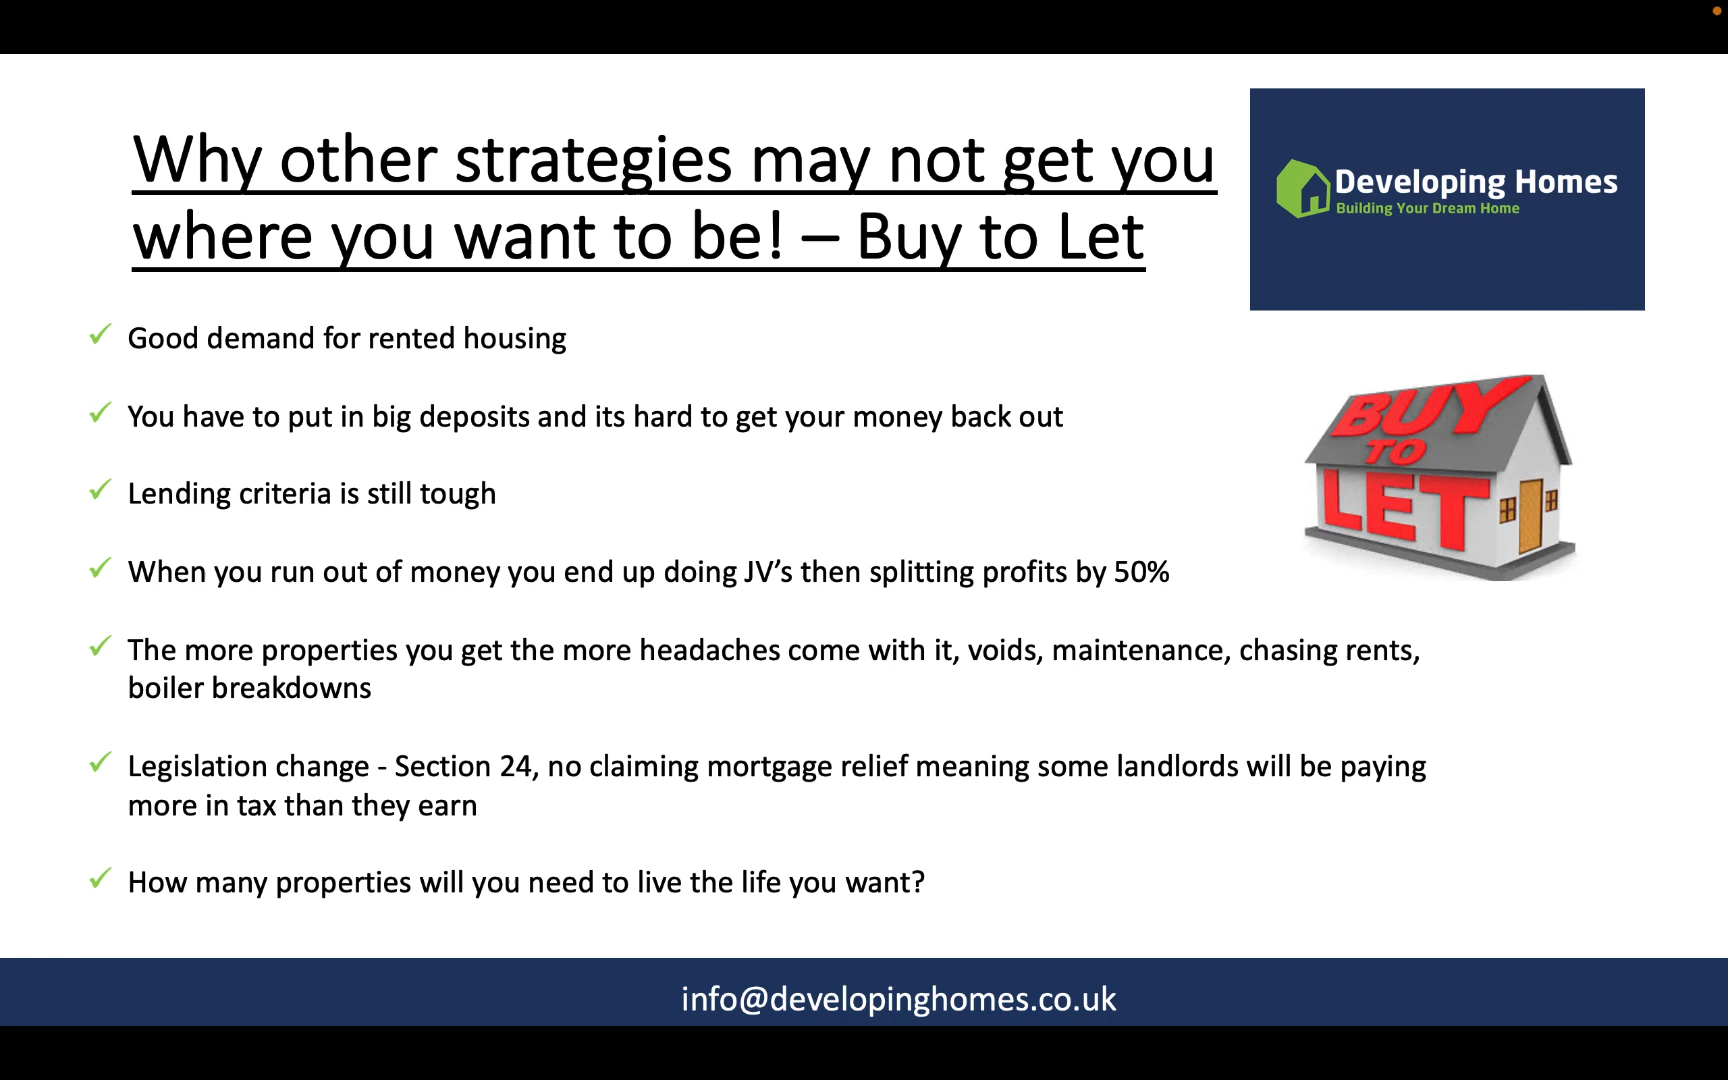 Why other strategies may not get you
where you want to be! – Buy to Let
Developing Homes
Building Your Dream Home
Good demand for rented housing
You have to put in big deposits and its hard to get your money back out
Lending criteria is still tough
When you run out of money you end up doing JV’s then splitting profits by 50%
BUY
TO
LET
The more properties you get the more headaches come with it, voids, maintenance, chasing rents,
boiler breakdowns
Legislation change - Section 24, no claiming mortgage relief meaning some landlords will be paying
more in tax than they earn
How many properties will you need to live the life you want?
info@developinghomes.co.uk